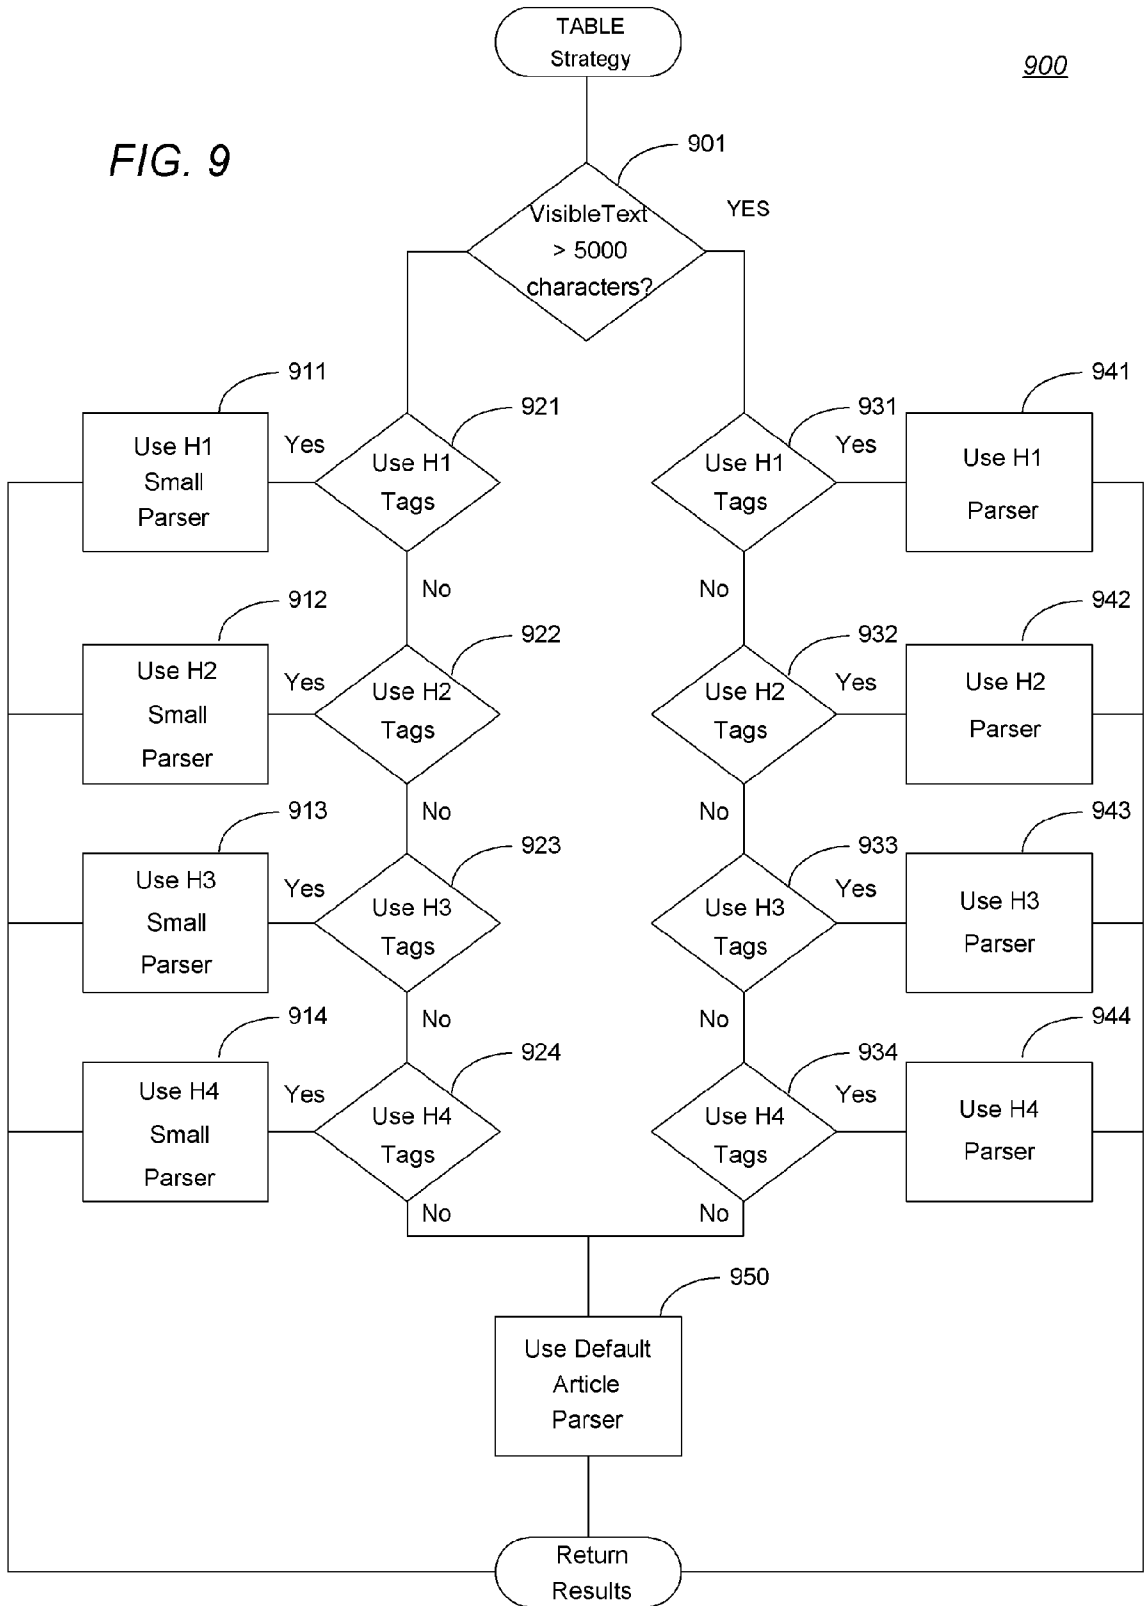 TABLE
Strategy
900
FIG. 9
901
VisibleText
> 5000
characters?
YES
911
Use H1
Small
Parser
Yes
921
Use H1
Tags
No
931
Use H1
Tags
Yes
No
941
Use H1
Parser
912
Use H2
Small
Parser
Yes
922
Use H2
Tags
No
932
Use H2
Tags
Yes
No
942
Use H2
Parser
913
Use H3
Small
Parser
Yes
923
Use H3
Tags
No
933
Use H3
Tags
Yes
No
943
Use H3
Parser
914
Use H4
Small
Parser
Yes
924
Use H4
Tags
No
934
Use H4
Tags
Yes
No
944
Use H4
Parser
950
Use Default
Article
Parser
Return
Results